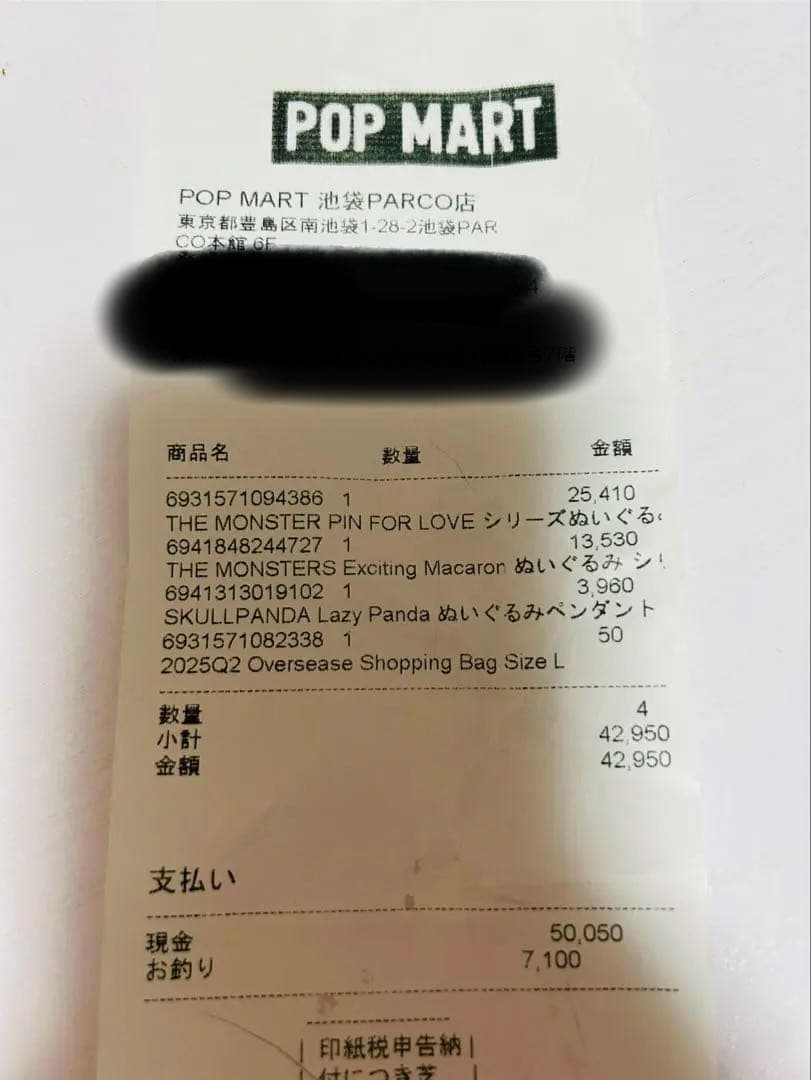 POP MART
POP MART 池袋PARCO店
東京都豊島区南池袋1-28-2池袋PAR
CO本館 6F
商品名 数量 金額
6931571094386 1 25,410
THE MONSTER PIN FOR LOVE シリーズぬいぐる
6941848244727 1 13,530
THE MONSTERS Exciting Macaron ぬいぐるみ シリ
6941313019102 1 3,960
SKULLPANDA Lazy Panda ぬいぐるみペンダント
6931571082338 1 50
2025Q2 Oversease Shopping Bag Size L
数量 4
小計 42,950
金額 42,950
支払い
現金 50,050
お釣り 7,100
印紙税申告納
付につき芝